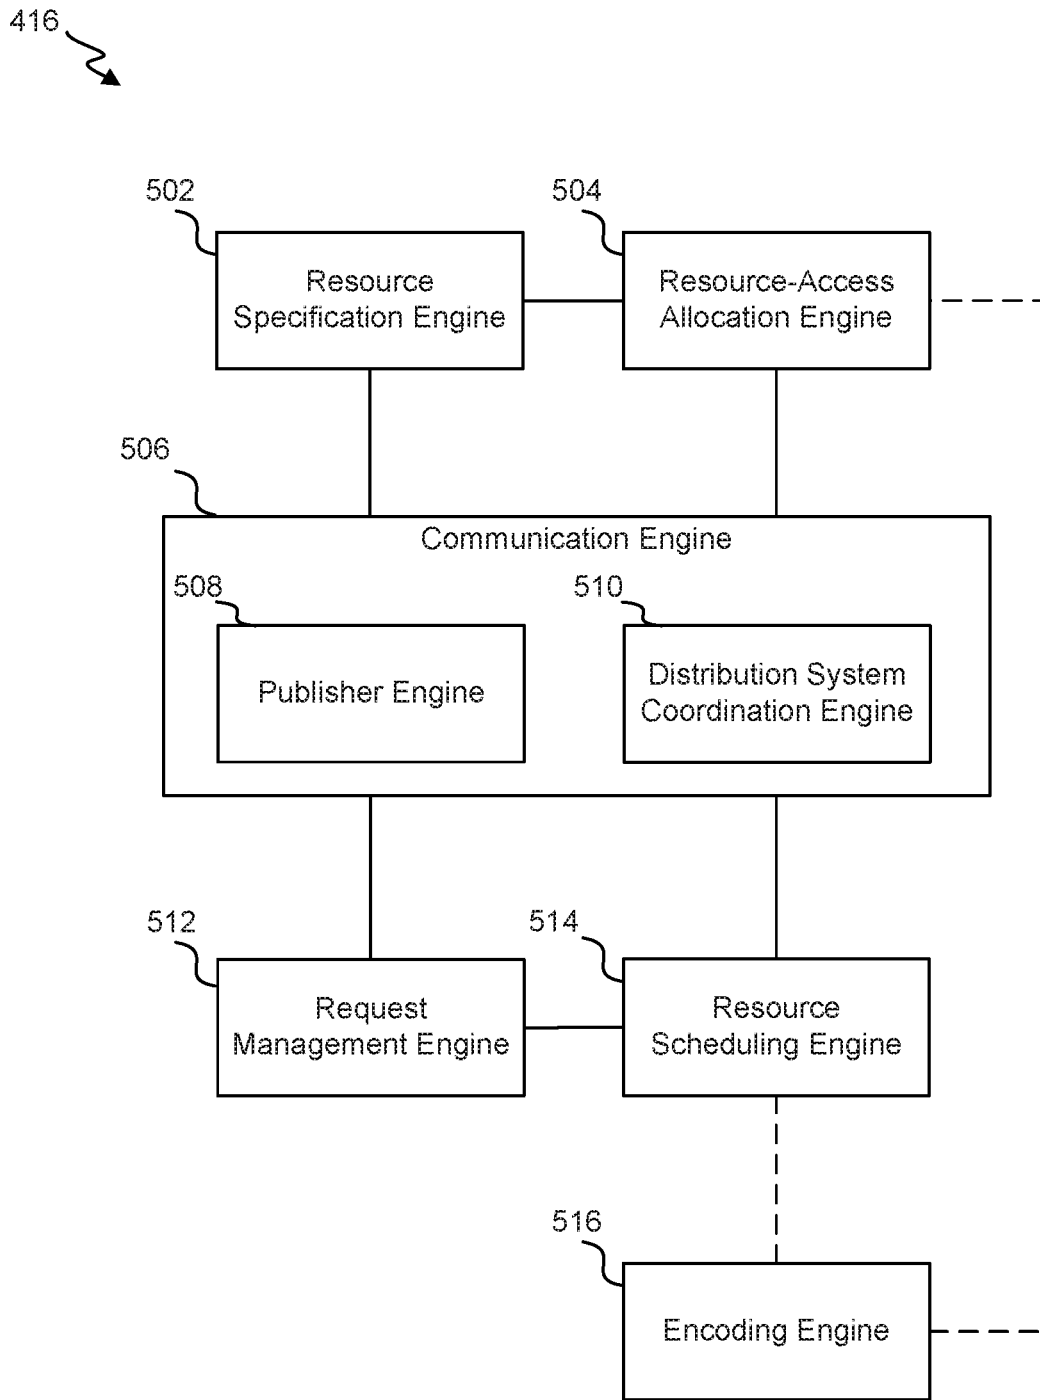 416
502
504
Resource
Specification Engine
Resource-Access
Allocation Engine
506
Communication Engine
508
510
Publisher Engine
Distribution System
Coordination Engine
512
514
Request
Management Engine
Resource
Scheduling Engine
516
Encoding Engine